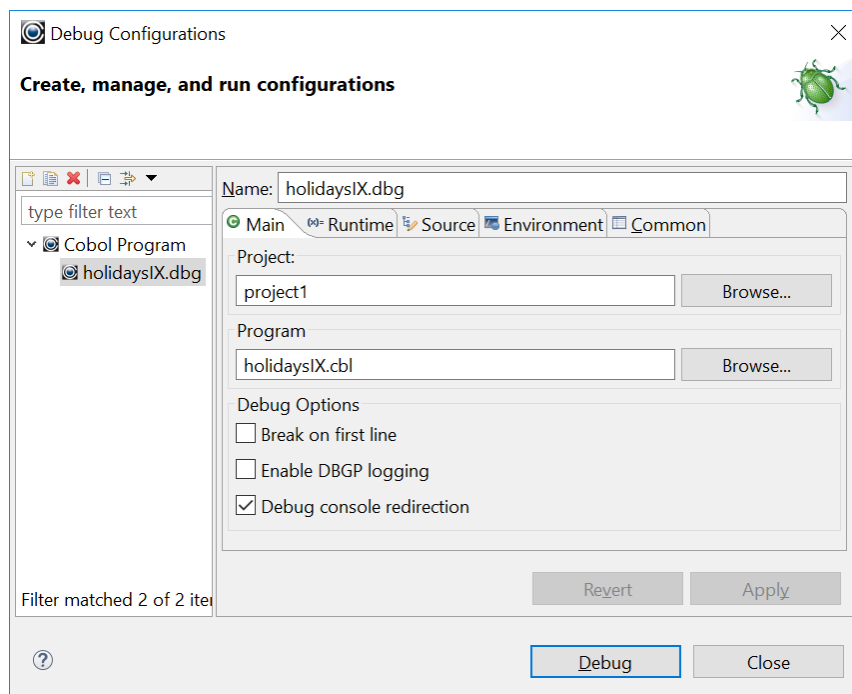 Debug Configurations
Create, manage, and run configurations
type filter text
Cobol Program
holidaysIX.dbg
Filter matched 2 of 2
Name: holidaysIX.dbg
Main Runtime Source Environment Common
Project:
project1 Browse...
Program
holidaysIX.cbl Browse...
Debug Options
Break on first line
Enable DBGP logging
Debug console redirection
Revert Apply
Debug Close